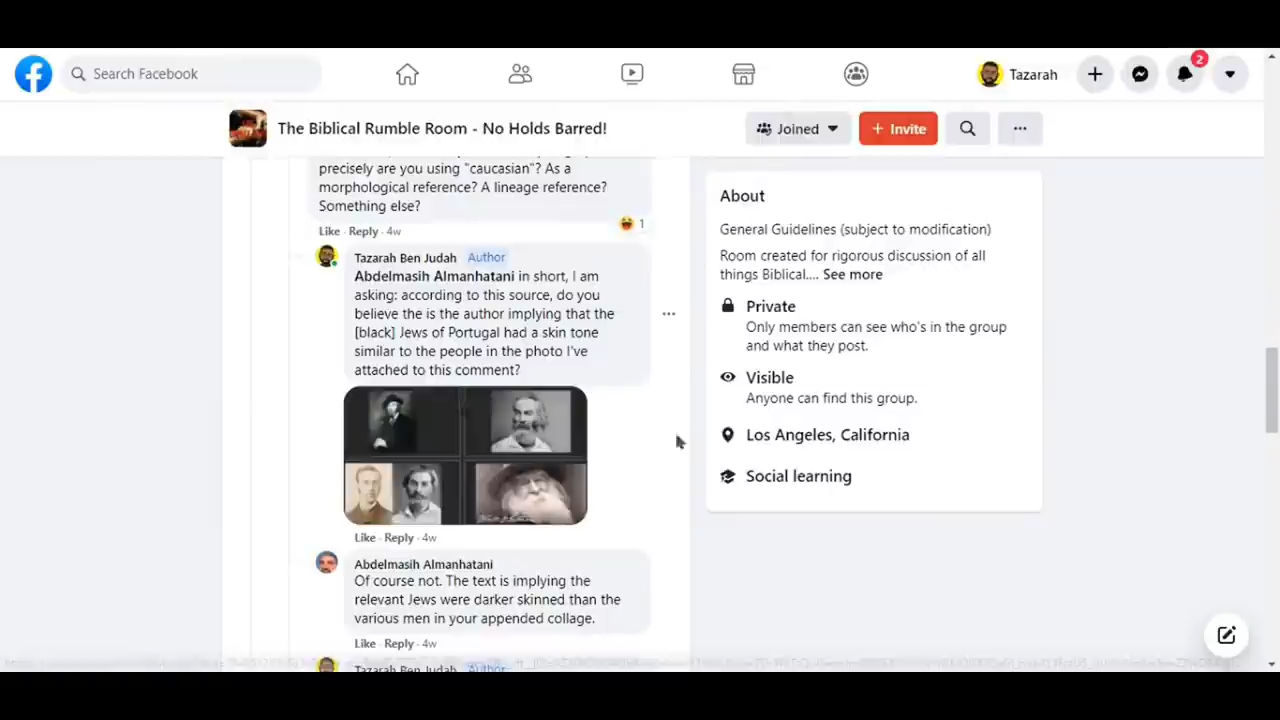 Search Facebook
Tazarah
2
The Biblical Rumble Room - No Holds Barred!
Joined
+ Invite
precisely are you using "caucasian"? As a
morphological reference? A lineage reference?
Something else?
Like · Reply · 4w
1
Tazarah Ben Judah Author
Abdelmasih Almanhatani in short, I am
asking: according to this source, do you
believe the is the author implying that the
[black] Jews of Portugal had a skin tone
similar to the people in the photo I've
attached to this comment?
Like · Reply · 4w
Abdelmasih Almanhatani
Of course not. The text is implying the
relevant Jews were darker skinned than the
various men in your appended collage.
Like · Reply · 4w
Tazarah Ben Judah Author
About
General Guidelines (subject to modification)
Room created for rigorous discussion of all
things Biblical.... See more
Private
Only members can see who's in the group
and what they post.
Visible
Anyone can find this group.
Los Angeles, California
Social learning